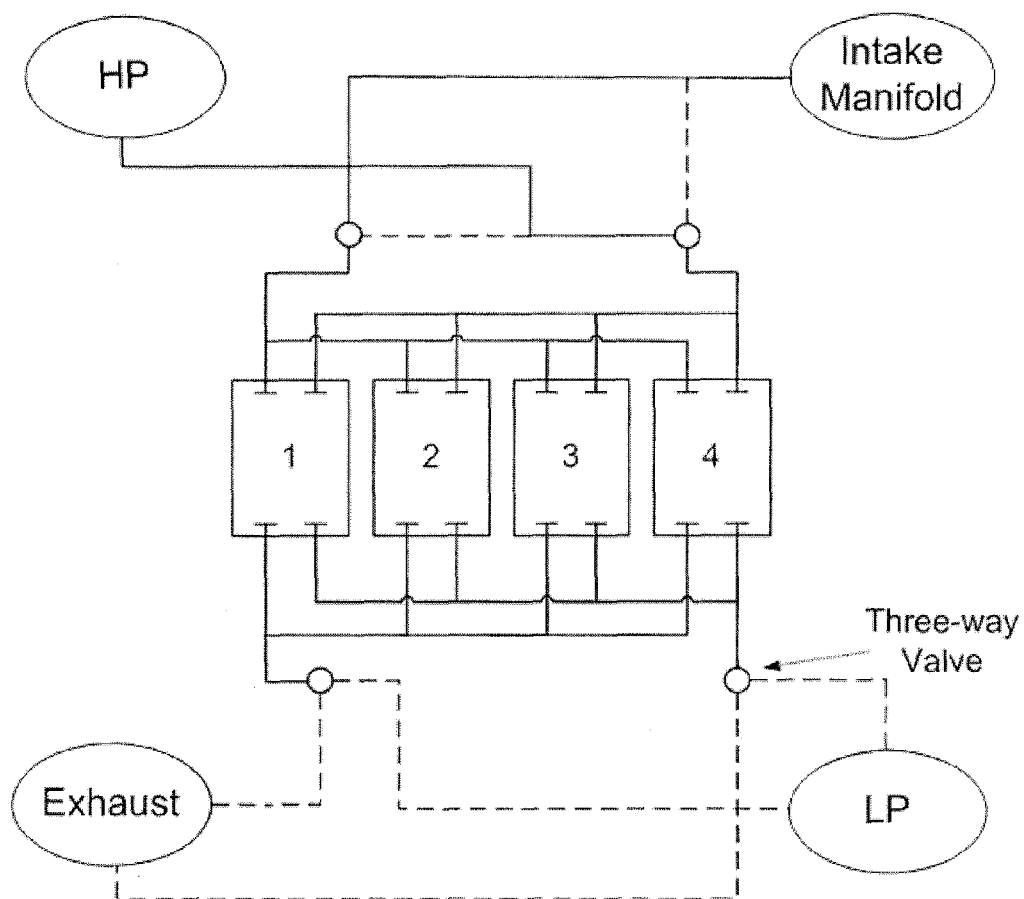 HP
Intake
Manifold
1
2
3
4
Three-way
Valve
Exhaust
LP